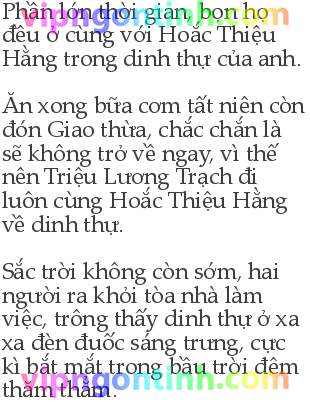 Phần lớn thời gian, bọn họ
đều ở cùng với Hoắc Thiệu
Hằng trong dinh thự của anh.
Ăn xong bữa cơm tất niên còn
đón Giao thừa, chắc chắn là
sẽ không trở về ngay, vì thế
nên Triệu Lương Trạch đi
luôn cùng Hoắc Thiệu Hằng
về dinh thự.
Sắc trời không còn sớm, hai
người ra khỏi tòa nhà làm
việc, trông thấy dinh thự ở xa
xa đèn đuốc sáng trưng, cực
kì bắt mắt trong bầu trời đêm
thăm thẳm.
vipngontinh.com
vipngontinh.com